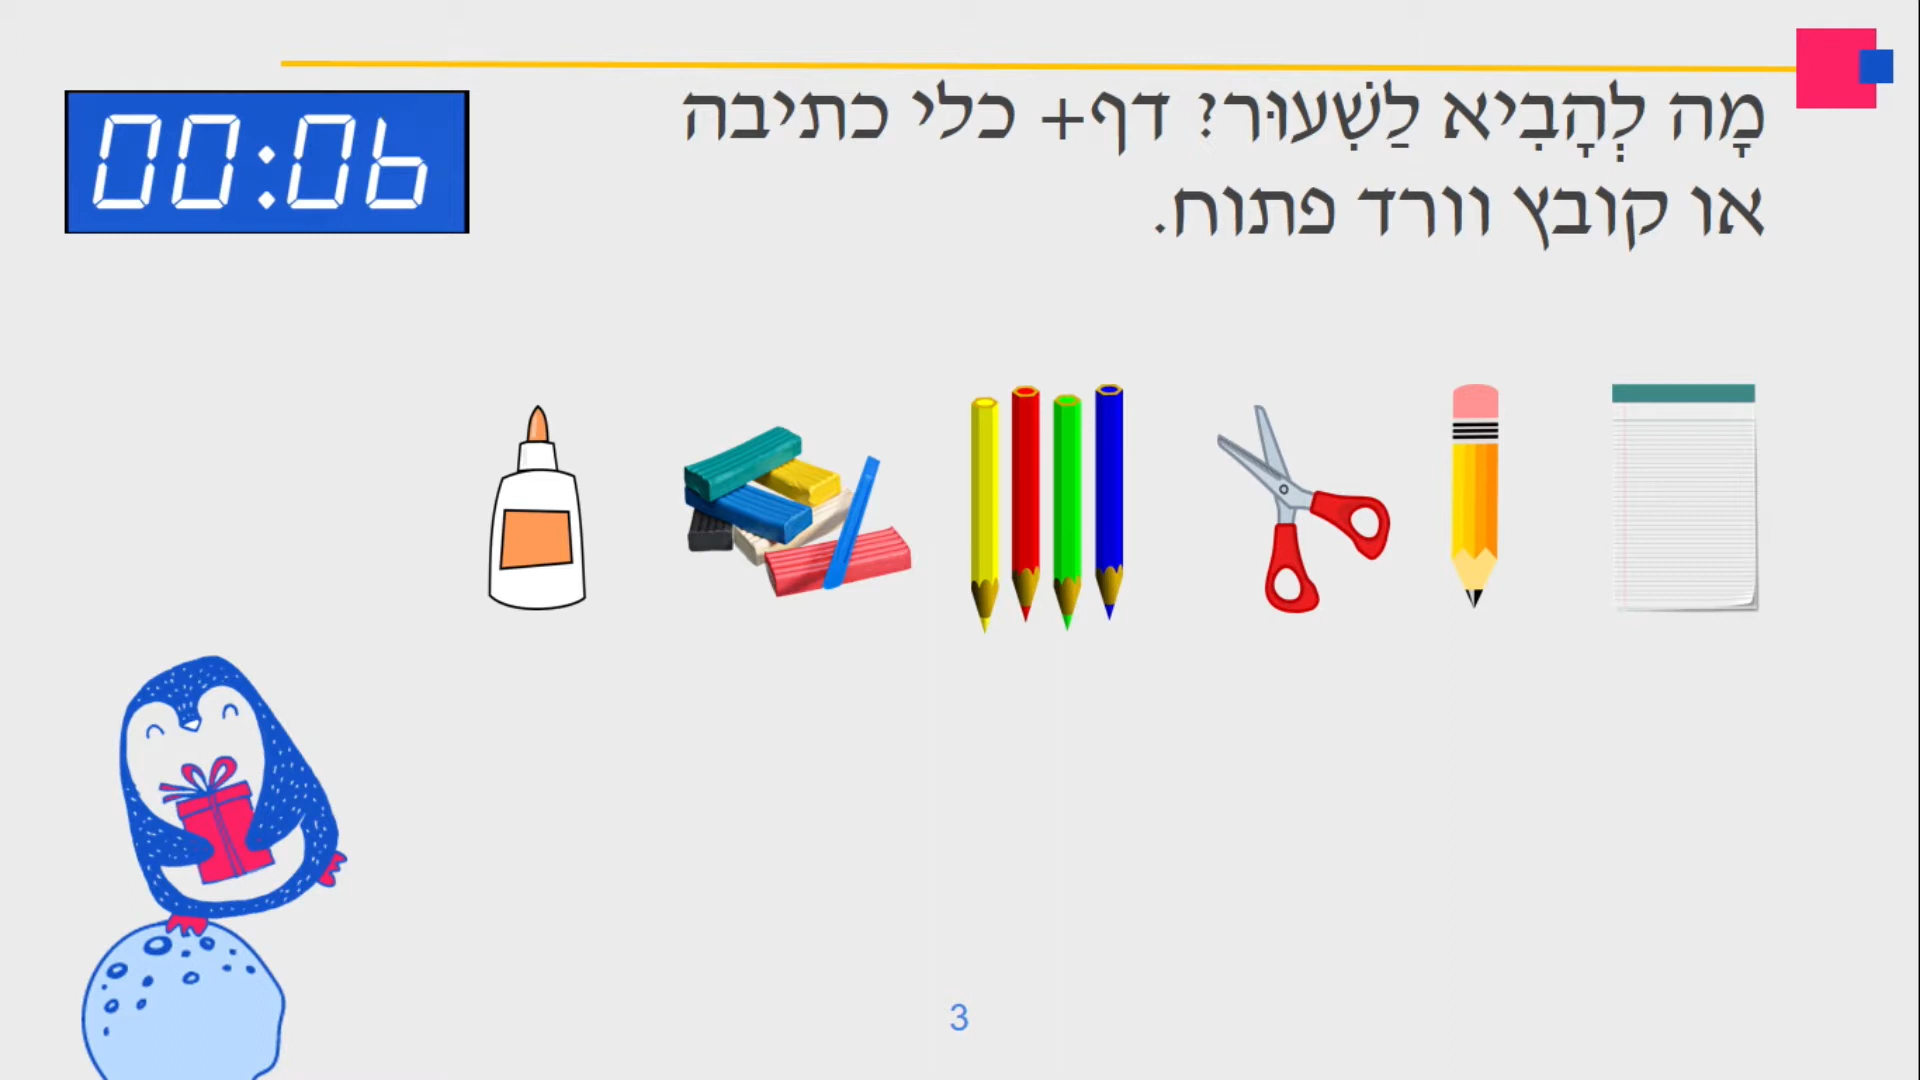 מָה לְהָבִיא לַשִׁעוּר? דף+ כלי כתיבה
או קובץ וורד פתוח.
00:06
3